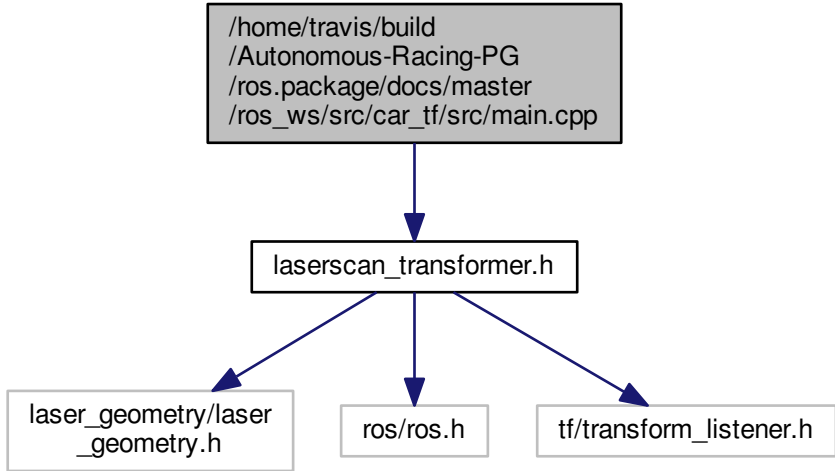 /home/travis/build
/Autonomous-Racing-PG
/ros.package/docs/master
/ros_ws/src/car_tf/src/main.cpp
laserscan_transformer.h
laser_geometry/laser
_geometry.h
ros/ros.h
tf/transform_listener.h